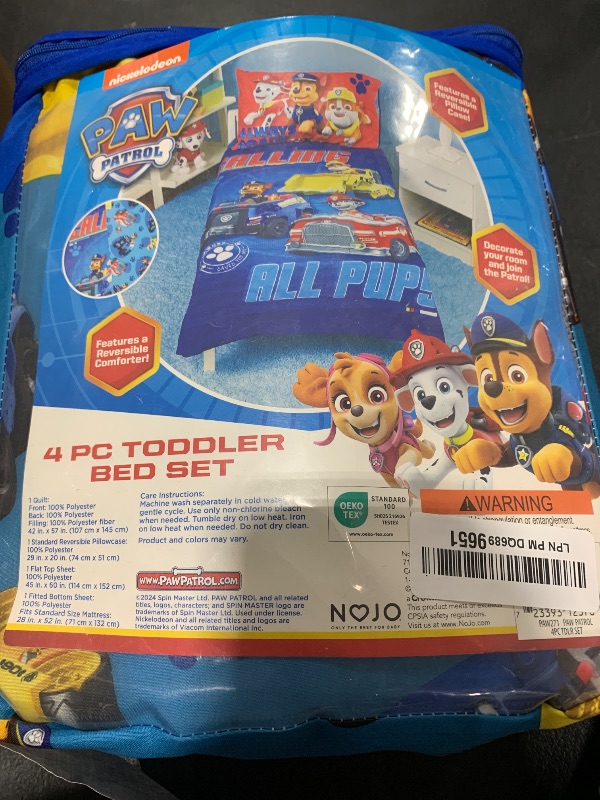 nickelodeon
PAW
PATROL
Features a
Reversible
Pillow
Case!
ALWAYS
CALLING
ALL PUPS
Decorate
your room
and join
the Patrol!
Features a
Reversible
Comforter!
4 PC TODDLER
BED SET
1 Quilt:
Front: 100% Polyester
Back: 100% Polyester
Filling: 100% Polyester fiber
42 in. x 57 in. (107 cm x 145 cm)
1 Standard Reversible Pillowcase:
100% Polyester
29 in. x 20 in. (74 cm x 51 cm)
1 Flat Top Sheet:
100% Polyester
45 in. x 60 in. (114 cm x 152 cm)
1 Fitted Bottom Sheet:
100% Polyester
Fits Standard Size Mattress:
28 in. x 52 in. (71 cm x 132 cm)
Care Instructions:
Machine wash separately in cold water,
gentle cycle. Use only non-chlorine bleach
when needed. Tumble dry on low heat. Iron
on low heat when needed. Do not dry clean.
Product and colors may vary.
www.PawPatrol.com
©2024 Spin Master Ltd. PAW PATROL and all related
titles, logos, characters; and SPIN MASTER logo are
trademarks of Spin Master Ltd. Used under license.
Nickelodeon and all related titles and logos are
trademarks of Viacom International Inc.
OEKO
TEX®
STANDARD
100
TESTEX
www.oeko-tex.com
NOJO®
ONLY THE BEST FOR BABY
WARNING
or entanglement
LPN PM DQ6889651
This product meets or exceeds
CPSIA safety regulations.
Visit us at www.NoJo.com
PAW271 PAW PATROL
4PC TDLR SET